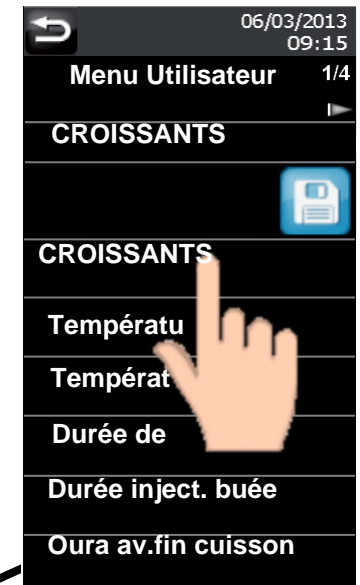 06/03/2013
09:15
Menu Utilisateur 1/4
CROISSANTS
CROISSANTS
Températu
Températ
Durée de
Durée inject. buée
Oura av.fin cuisson